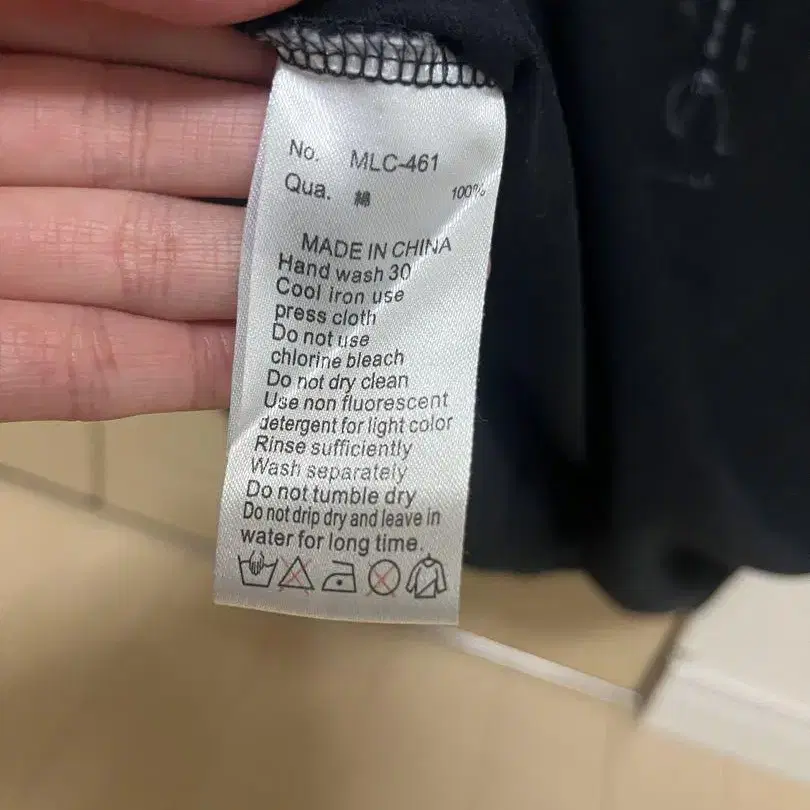 No. MLC-461
Qua. 綿 100%
MADE IN CHINA
Hand wash 30
Cool iron use
press cloth
Do not use
chlorine bleach
Do not dry clean
Use non fluorescent
detergent for light color
Rinse sufficiently
Wash separately
Do not tumble dry
Do not drip dry and leave in
water for long time.